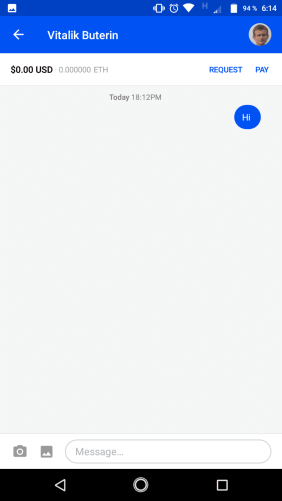 H 94 % 6:14
Vitalik Buterin
$0.00 USD · 0.000000 ETH REQUEST PAY
Today 18:12PM
Hi
Message...